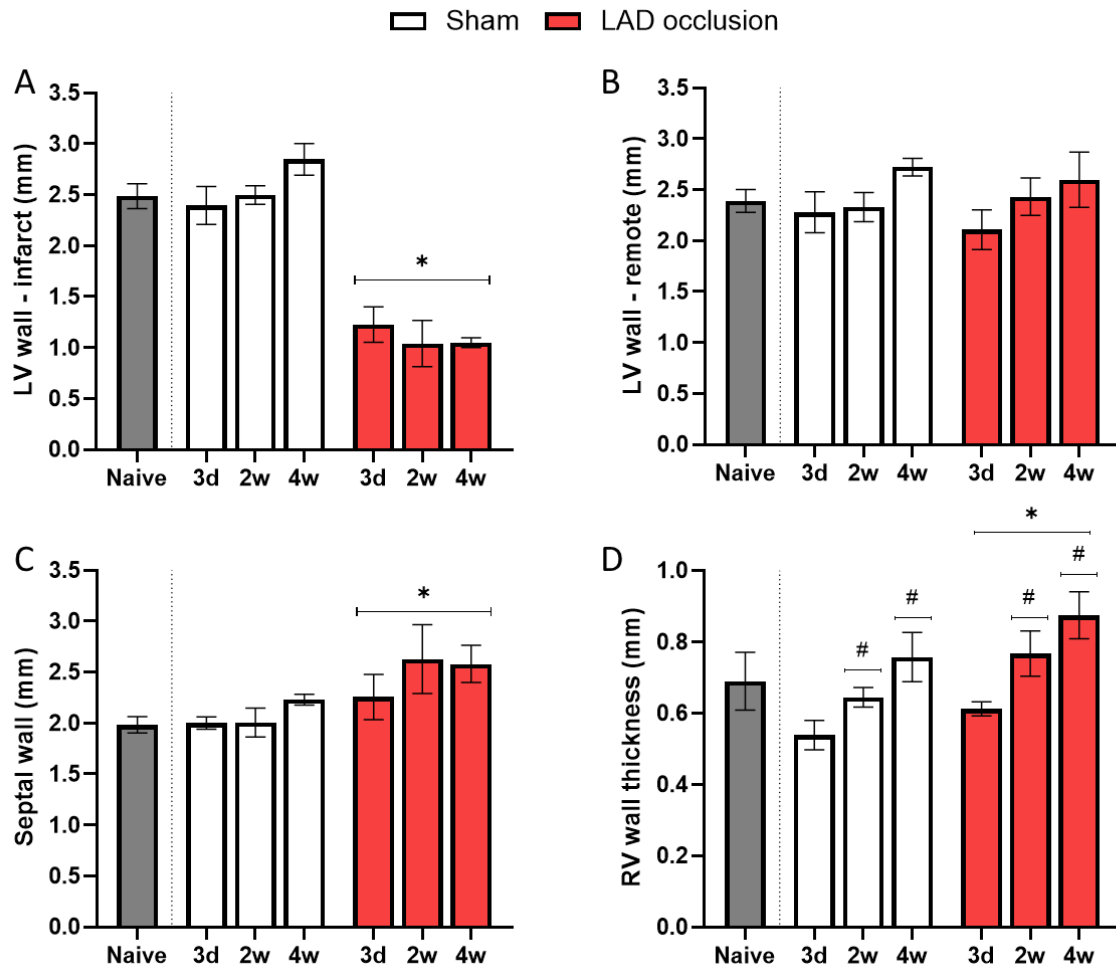 Sham LAD occlusion
A
LV wall - infarct (mm)
3.5
3.0
2.5
2.0
1.5
1.0
0.5
0.0
*
Naive 3d 2w 4w 3d 2w 4w
B
LV wall - remote (mm)
3.5
3.0
2.5
2.0
1.5
1.0
0.5
0.0
Naive 3d 2w 4w 3d 2w 4w
C
Septal wall (mm)
3.5
3.0
2.5
2.0
1.5
1.0
0.5
0.0
*
Naive 3d 2w 4w 3d 2w 4w
D
RV wall thickness (mm)
1.0
0.8
0.6
0.4
0.2
0.0
*
# # # #
Naive 3d 2w 4w 3d 2w 4w